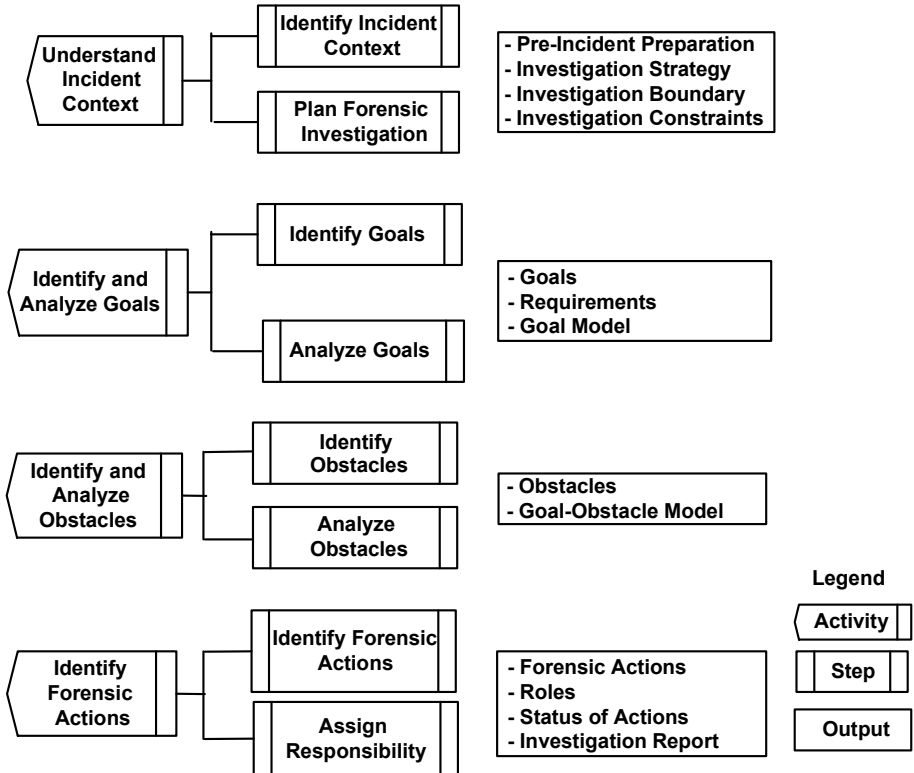 Understand
Incident
Context
Identify Incident
Context
Plan Forensic
Investigation
- Pre-Incident Preparation
- Investigation Strategy
- Investigation Boundary
- Investigation Constraints
Identify and
Analyze Goals
Identify Goals
Analyze Goals
- Goals
- Requirements
- Goal Model
Identify and
Analyze
Obstacles
Identify
Obstacles
Analyze
Obstacles
- Obstacles
- Goal-Obstacle Model
Identify
Forensic
Actions
Identify Forensic
Actions
Assign
Responsibility
- Forensic Actions
- Roles
- Status of Actions
- Investigation Report
Legend
Activity
Step
Output